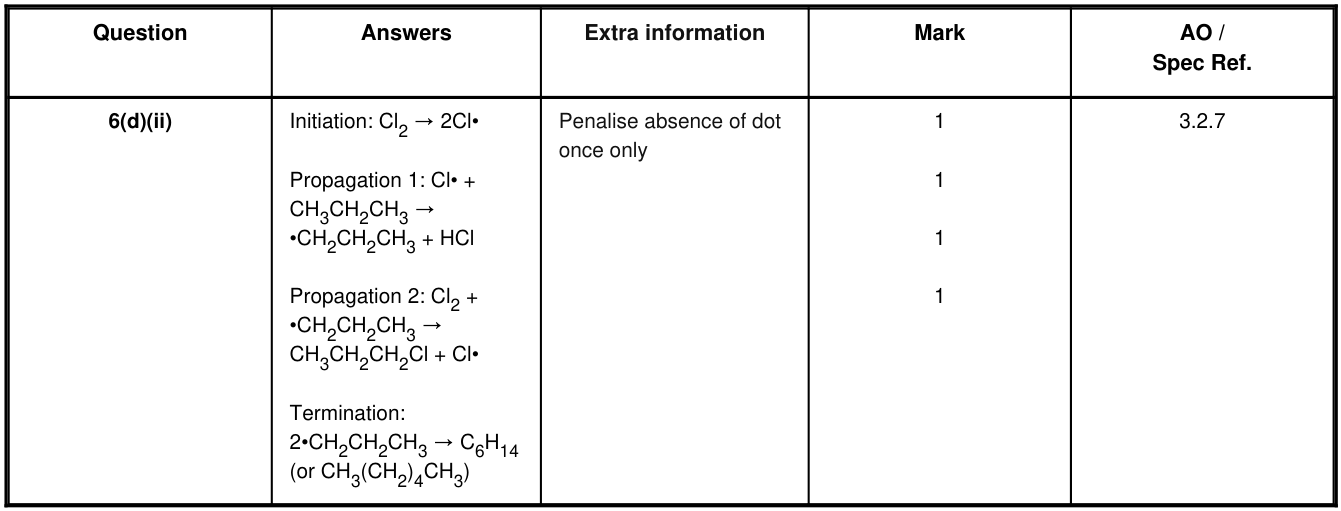 Question Answers Extra information Mark AO /
Spec Ref.
6(d)(ii) Initiation: Cl₂ → 2Cl• Penalise absence of dot 1 3.2.7
once only
Propagation 1: Cl• + 1
CH₃CH₂CH₃ →
•CH₂CH₂CH₃ + HCl 1
Propagation 2: Cl₂ + 1
•CH₂CH₂CH₃ →
CH₃CH₂CH₂Cl + Cl•
Termination:
2•CH₂CH₂CH₃ → C₆H₁₄
(or CH₃(CH₂)₄CH₃)